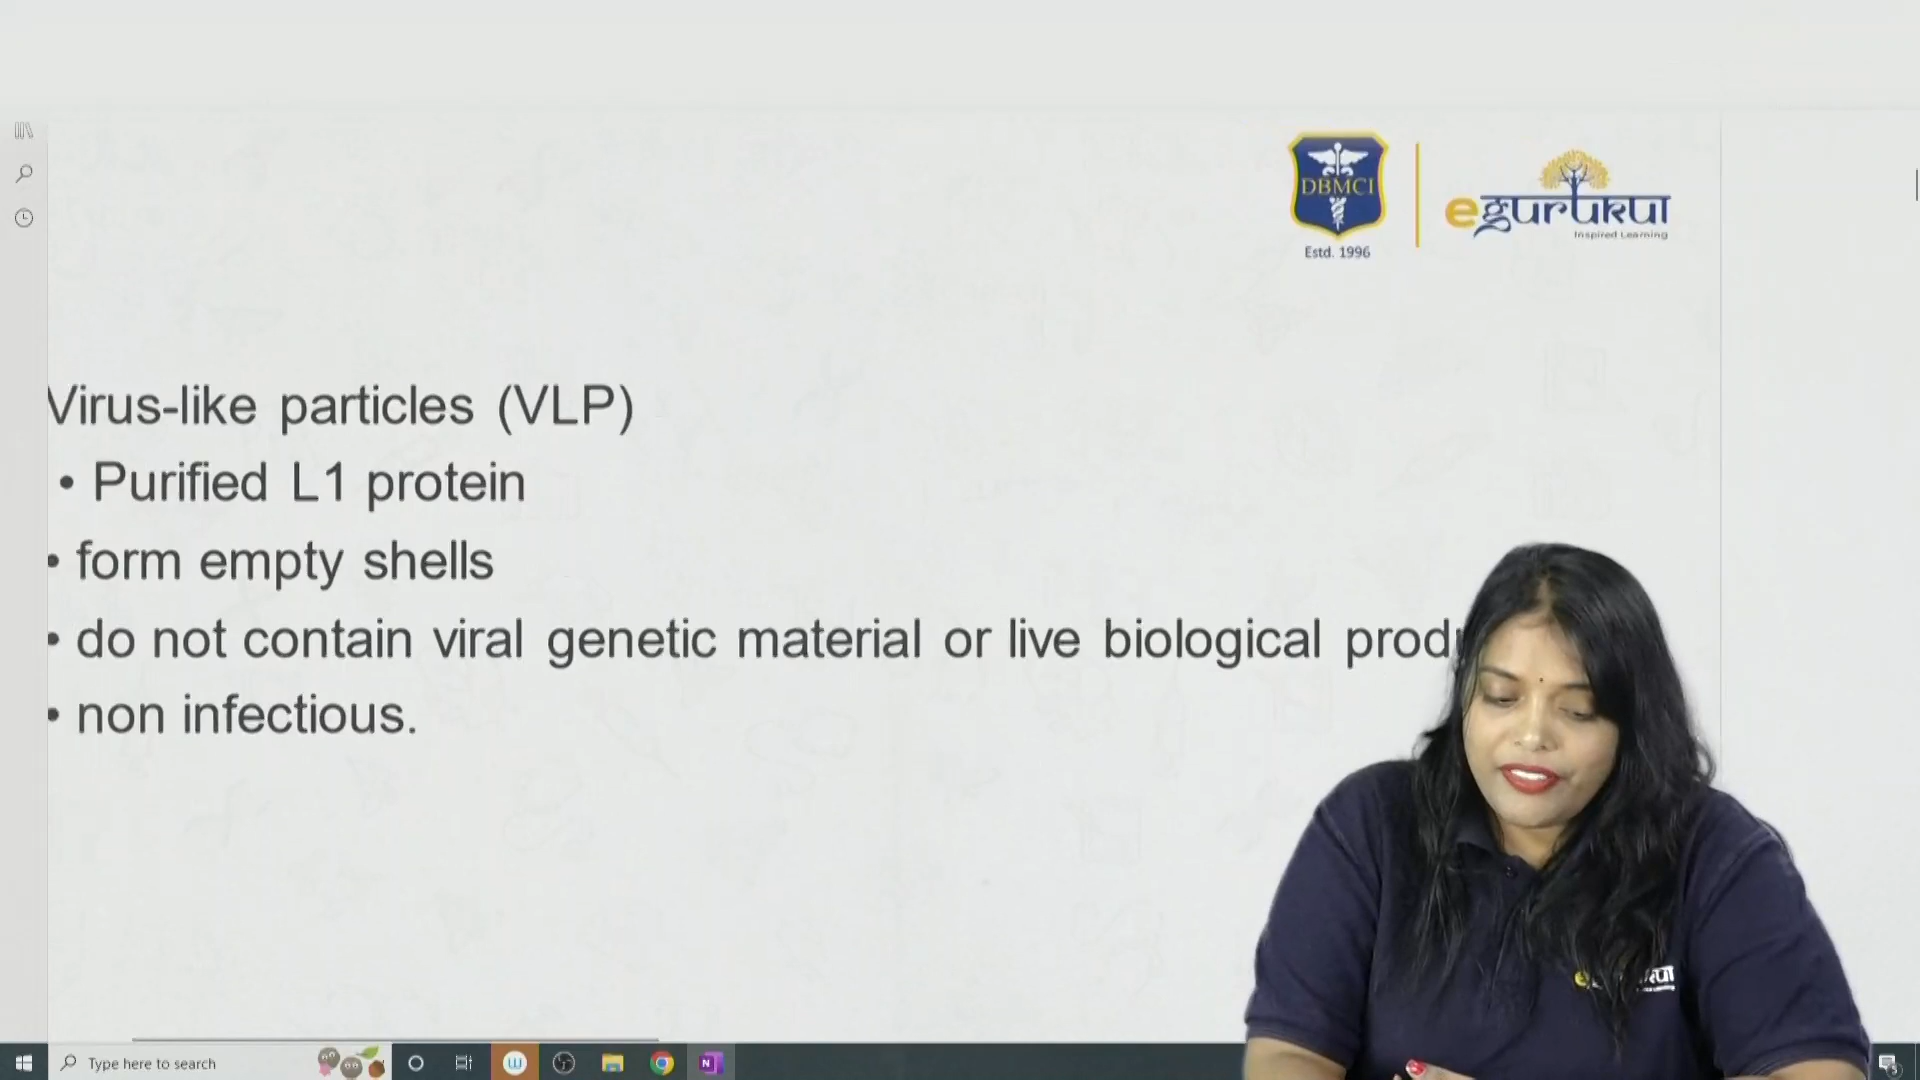 DBMCI
Estd. 1996
egurukul
Inspired Learning
Virus-like particles (VLP)
• Purified L1 protein
• form empty shells
• do not contain viral genetic material or live biological
• non infectious.
Type here to search